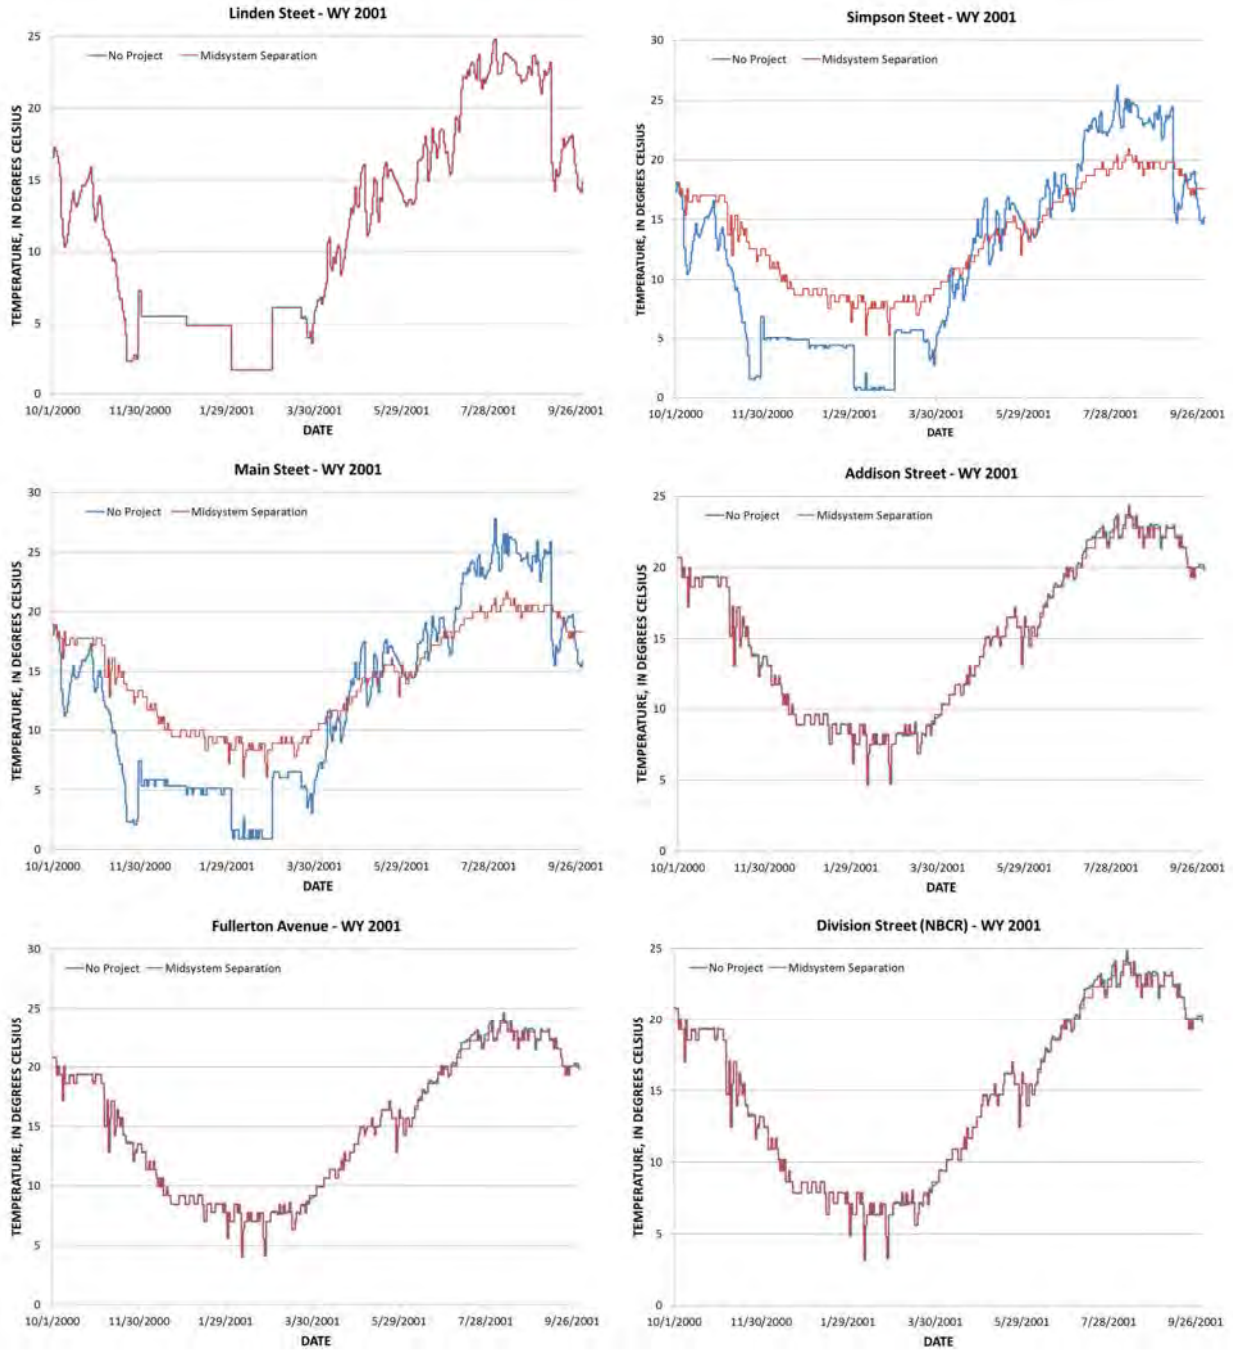 Linden Steet - WY 2001
No Project
Midsystem Separation
TEMPERATURE, IN DEGREES CELSIUS
25
20
15
10
5
0
10/1/2000 11/30/2000 1/29/2001 3/30/2001 5/29/2001 7/28/2001 9/26/2001
DATE
Simpson Steet - WY 2001
No Project
Midsystem Separation
TEMPERATURE, IN DEGREES CELSIUS
30
25
20
15
10
5
0
10/1/2000 11/30/2000 1/29/2001 3/30/2001 5/29/2001 7/28/2001 9/26/2001
DATE
Main Steet - WY 2001
No Project
Midsystem Separation
TEMPERATURE, IN DEGREES CELSIUS
30
25
20
15
10
5
0
10/1/2000 11/30/2000 1/29/2001 3/30/2001 5/29/2001 7/28/2001 9/26/2001
DATE
Addison Street - WY 2001
No Project
Midsystem Separation
TEMPERATURE, IN DEGREES CELSIUS
25
20
15
10
5
0
10/1/2000 11/30/2000 1/29/2001 3/30/2001 5/29/2001 7/28/2001 9/26/2001
DATE
Fullerton Avenue - WY 2001
No Project
Midsystem Separation
TEMPERATURE, IN DEGREES CELSIUS
30
25
20
15
10
5
0
10/1/2000 11/30/2000 1/29/2001 3/30/2001 5/29/2001 7/28/2001 9/26/2001
DATE
Division Street (NBCR) - WY 2001
No Project
Midsystem Separation
TEMPERATURE, IN DEGREES CELSIUS
25
20
15
10
5
0
10/1/2000 11/30/2000 1/29/2001 3/30/2001 5/29/2001 7/28/2001 9/26/2001
DATE